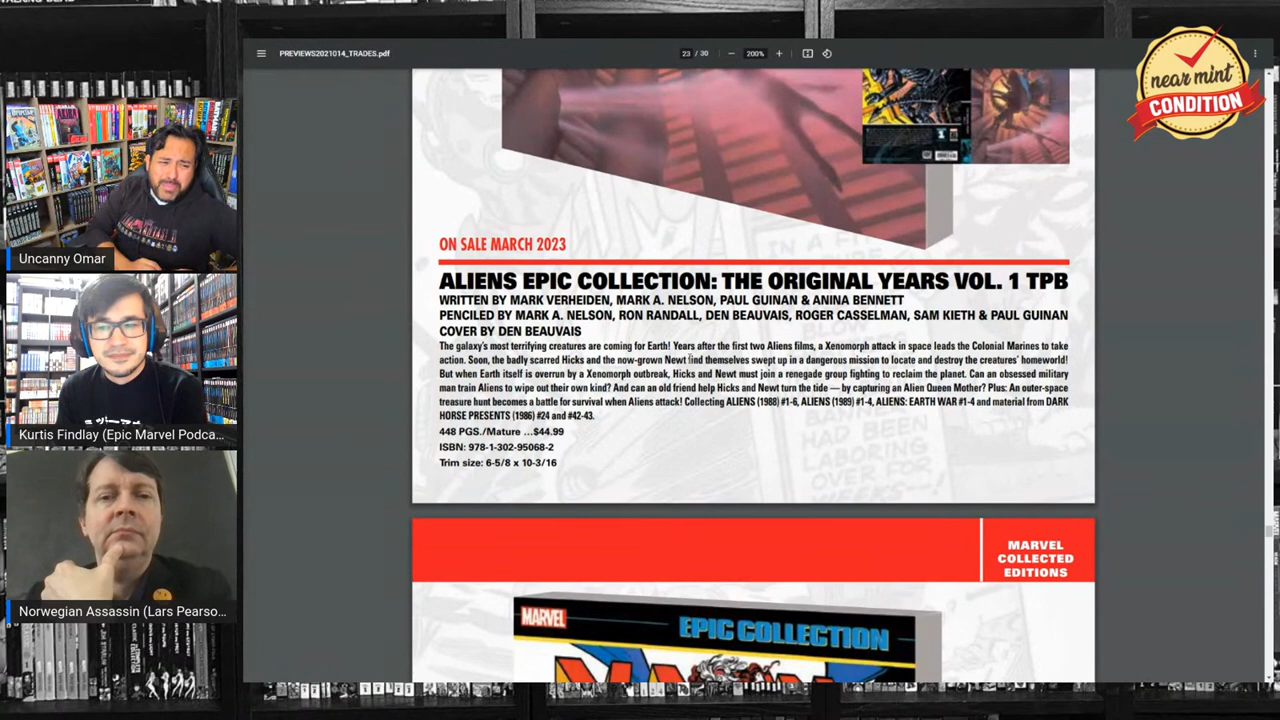 PREVIEWS2021014_TRADES.pdf
23 / 30
200%
near mint
CONDITION
Uncanny Omar
Kurtis Findlay (Epic Marvel Podca...
Norwegian Assassin (Lars Pearso...
ON SALE MARCH 2023
ALIENS EPIC COLLECTION: THE ORIGINAL YEARS VOL. 1 TPB
WRITTEN BY MARK VERHEIDEN, MARK A. NELSON, PAUL GUINAN & ANINA BENNETT
PENCILED BY MARK A. NELSON, RON RANDALL, DEN BEAUVAIS, ROGER CASSELMAN, SAM KIETH & PAUL GUINAN
COVER BY DEN BEAUVAIS
The galaxy's most terrifying creatures are coming for Earth! Years after the first two Aliens films, a Xenomorph attack in space leads the Colonial Marines to take
action. Soon, the badly scarred Hicks and the now-grown Newt find themselves swept up in a dangerous mission to locate and destroy the creatures' homeworld!
But when Earth itself is overrun by a Xenomorph outbreak, Hicks and Newt must join a renegade group fighting to reclaim the planet. Can an obsessed military
man train Aliens to wipe out their own kind? And can an old friend help Hicks and Newt turn the tide — by capturing an Alien Queen Mother? Plus: An outer-space
treasure hunt becomes a battle for survival when Aliens attack! Collecting ALIENS (1988) #1-6, ALIENS (1989) #1-4, ALIENS: EARTH WAR #1-4 and material from DARK
HORSE PRESENTS (1986) #24 and #42-43.
448 PGS./Mature ...$44.99
ISBN: 978-1-302-95068-2
Trim size: 6-5/8 x 10-3/16
MARVEL
COLLECTED
EDITIONS
MARVEL
EPIC COLLECTION